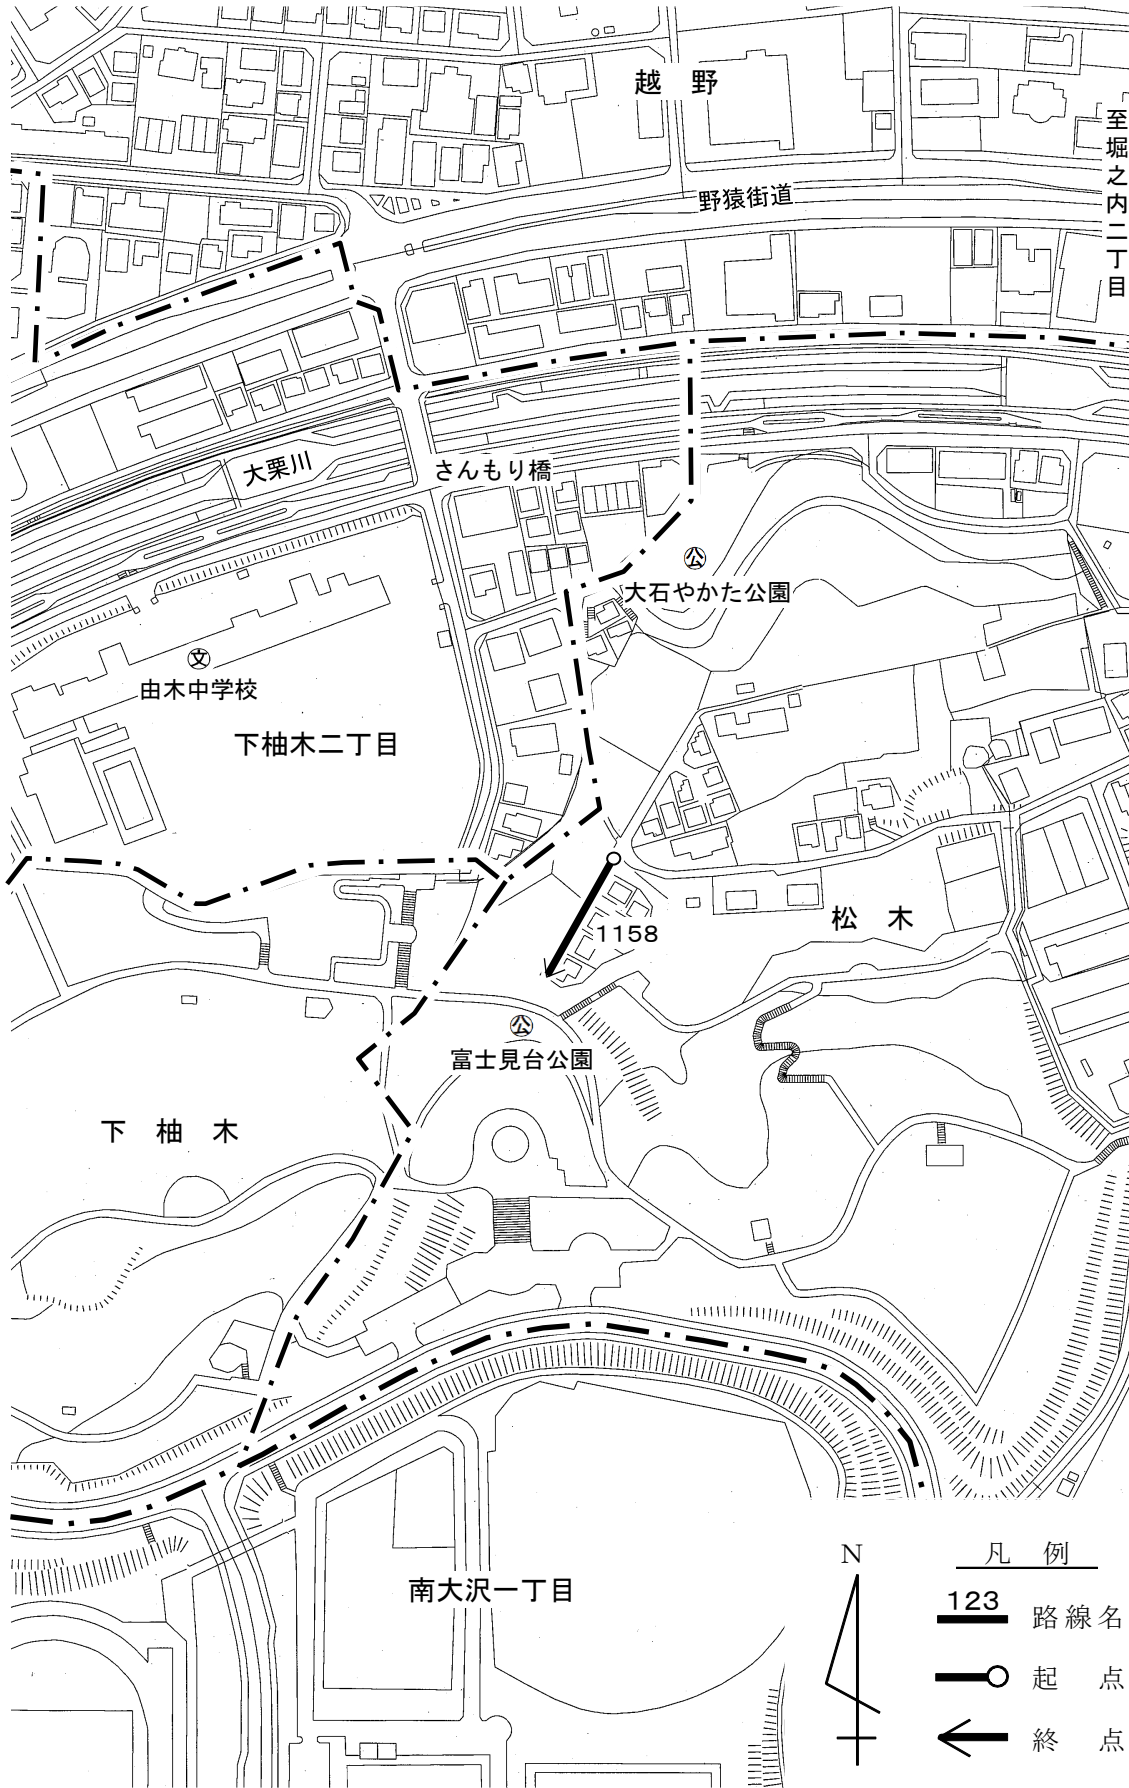 越 野
至堀之内二丁目
野猿街道
大栗川
さんもり橋
公
大石やかた公園
文
由木中学校
下柚木二丁目
松 木
1158
公
富士見台公園
下 柚 木
南大沢一丁目
N
凡 例
123 路線名
起 点
終 点